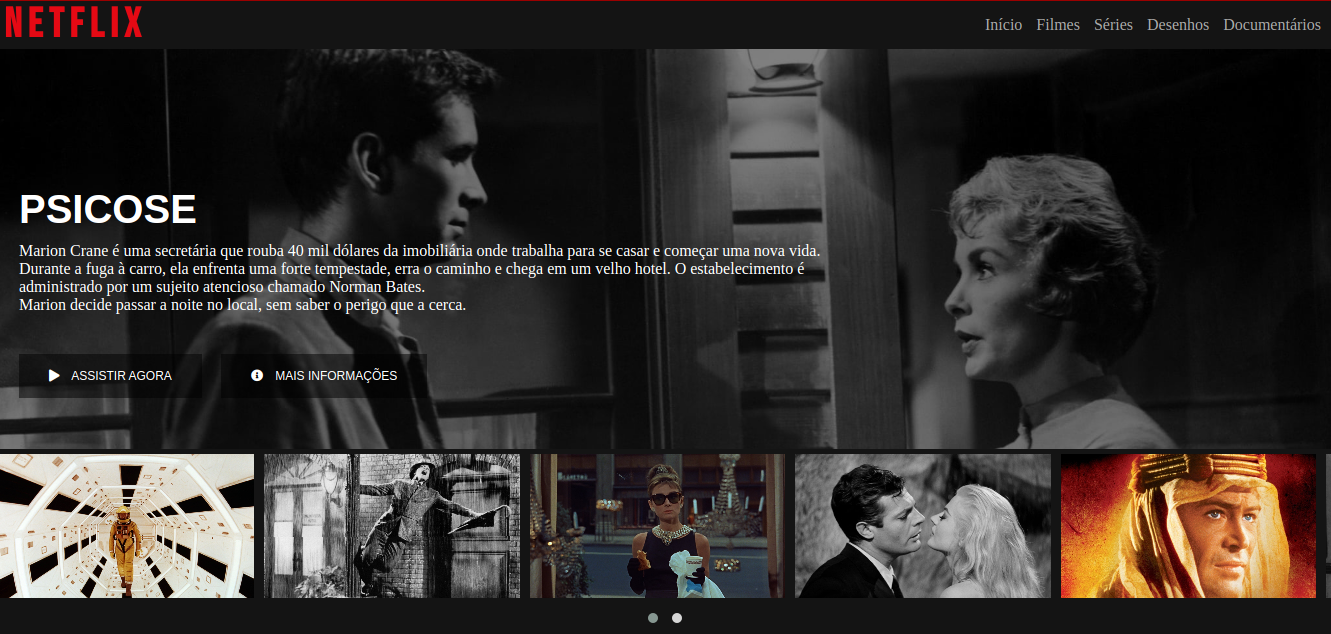 NETFLIX
Início Filmes Séries Desenhos Documentários
PSICOSE
Marion Crane é uma secretária que rouba 40 mil dólares da imobiliária onde trabalha para se casar e começar uma nova vida.
Durante a fuga à carro, ela enfrenta uma forte tempestade, erra o caminho e chega em um velho hotel. O estabelecimento é
administrado por um sujeito atencioso chamado Norman Bates.
Marion decide passar a noite no local, sem saber o perigo que a cerca.
ASSISTIR AGORA MAIS INFORMAÇÕES